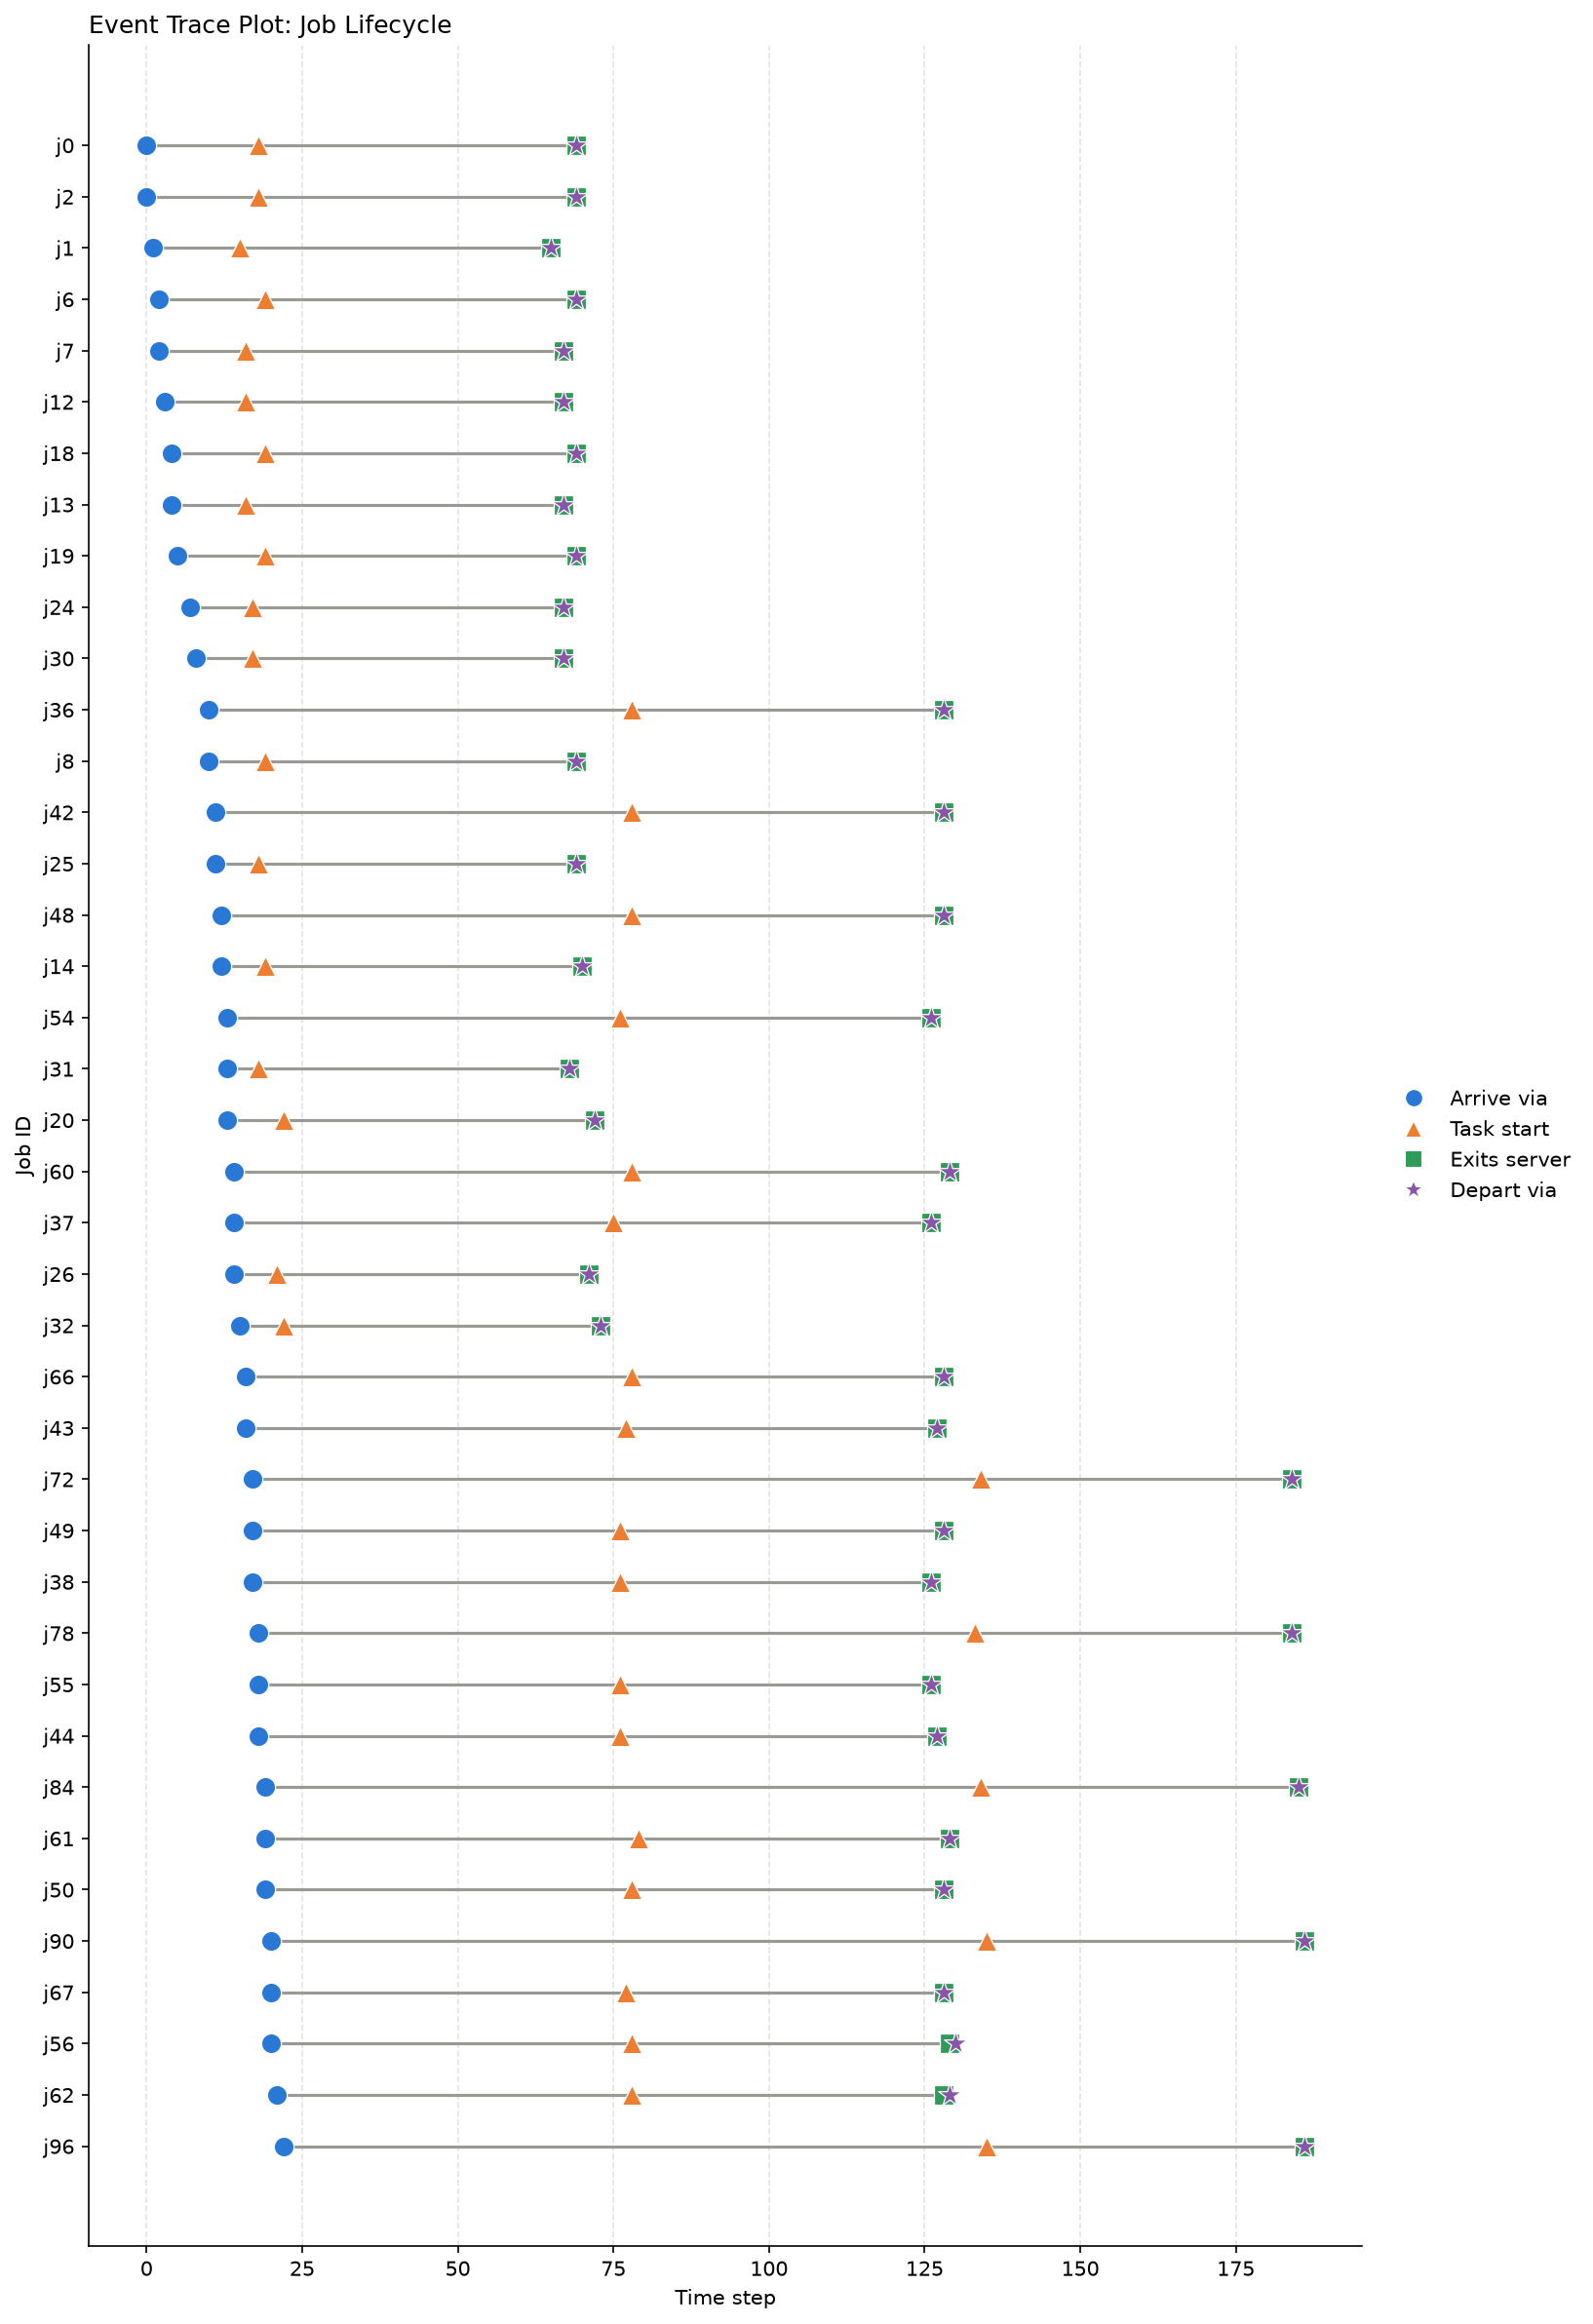 Event Trace Plot: Job Lifecycle
Job ID
j0
j2
j1
j6
j7
j12
j18
j13
j19
j24
j30
j36
j8
j42
j25
j48
j14
j54
j31
j20
j60
j37
j26
j32
j66
j43
j72
j49
j38
j78
j55
j44
j84
j61
j50
j90
j67
j56
j62
j96
0 25 50 75 100 125 150 175
Time step
Arrive via
Task start
Exits server
Depart via